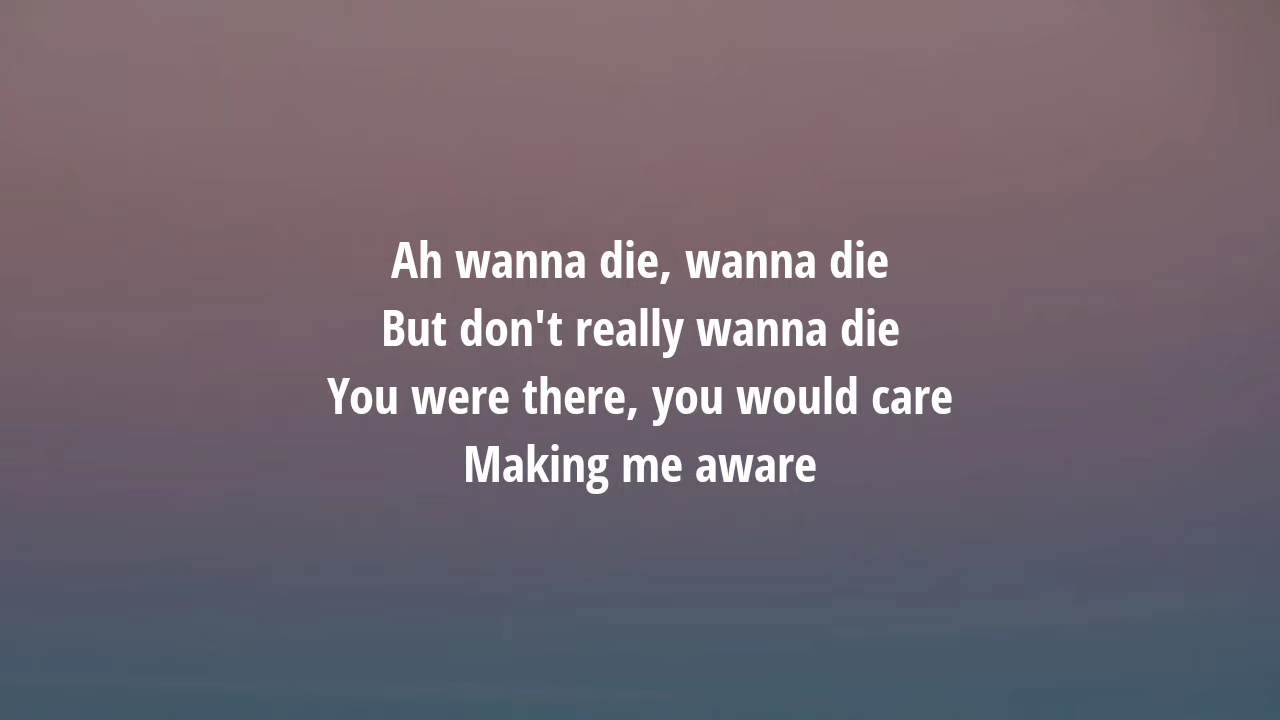 Ah wanna die, wanna die
But don't really wanna die
You were there, you would care
Making me aware